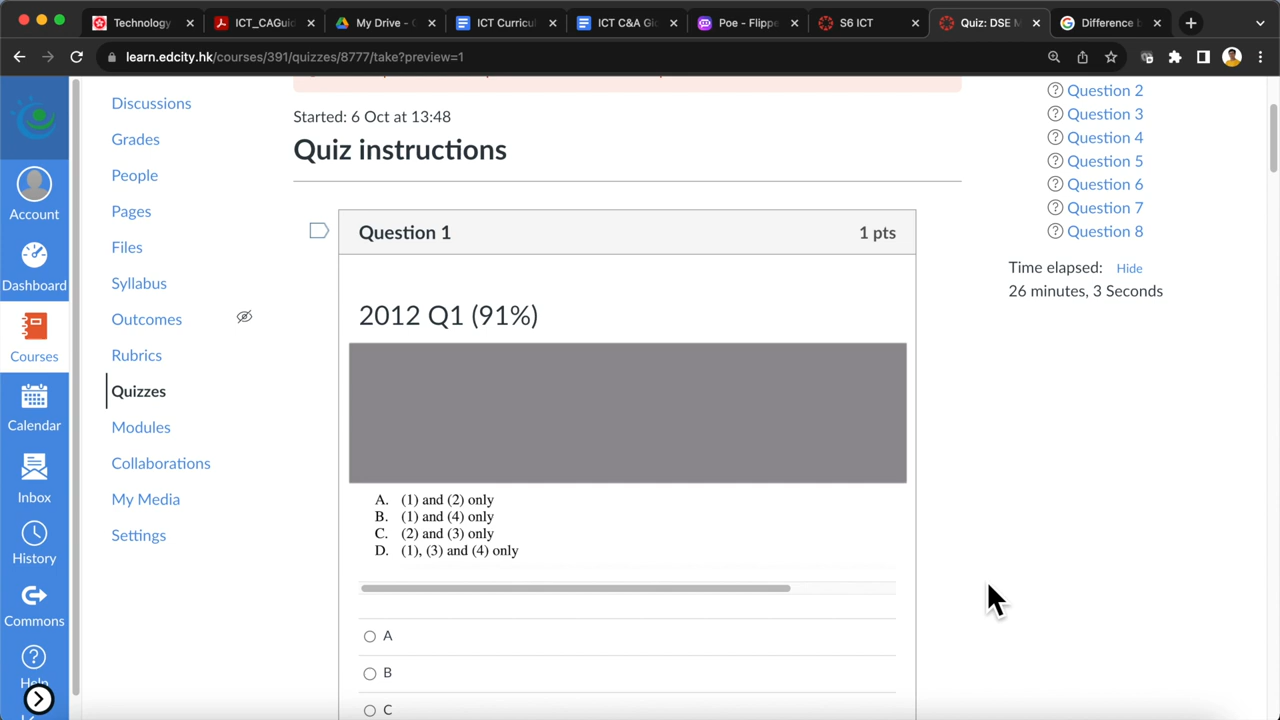 Technology
ICT_CAGuid
My Drive - G
ICT Curricul
ICT C&A Gl
Poe - Flippe
S6 ICT
Quiz: DSE M
Difference
learn.edcity.hk/courses/391/quizzes/8777/take?preview=1
Account
Dashboard
Courses
Calendar
Inbox
History
Commons
Help
Discussions
Grades
People
Pages
Files
Syllabus
Outcomes
Rubrics
Quizzes
Modules
Collaborations
My Media
Settings
Started: 6 Oct at 13:48
Quiz instructions
Question 1 1 pts
2012 Q1 (91%)
A. (1) and (2) only
B. (1) and (4) only
C. (2) and (3) only
D. (1), (3) and (4) only
A
B
C
Question 2
Question 3
Question 4
Question 5
Question 6
Question 7
Question 8
Time elapsed: Hide
26 minutes, 3 Seconds